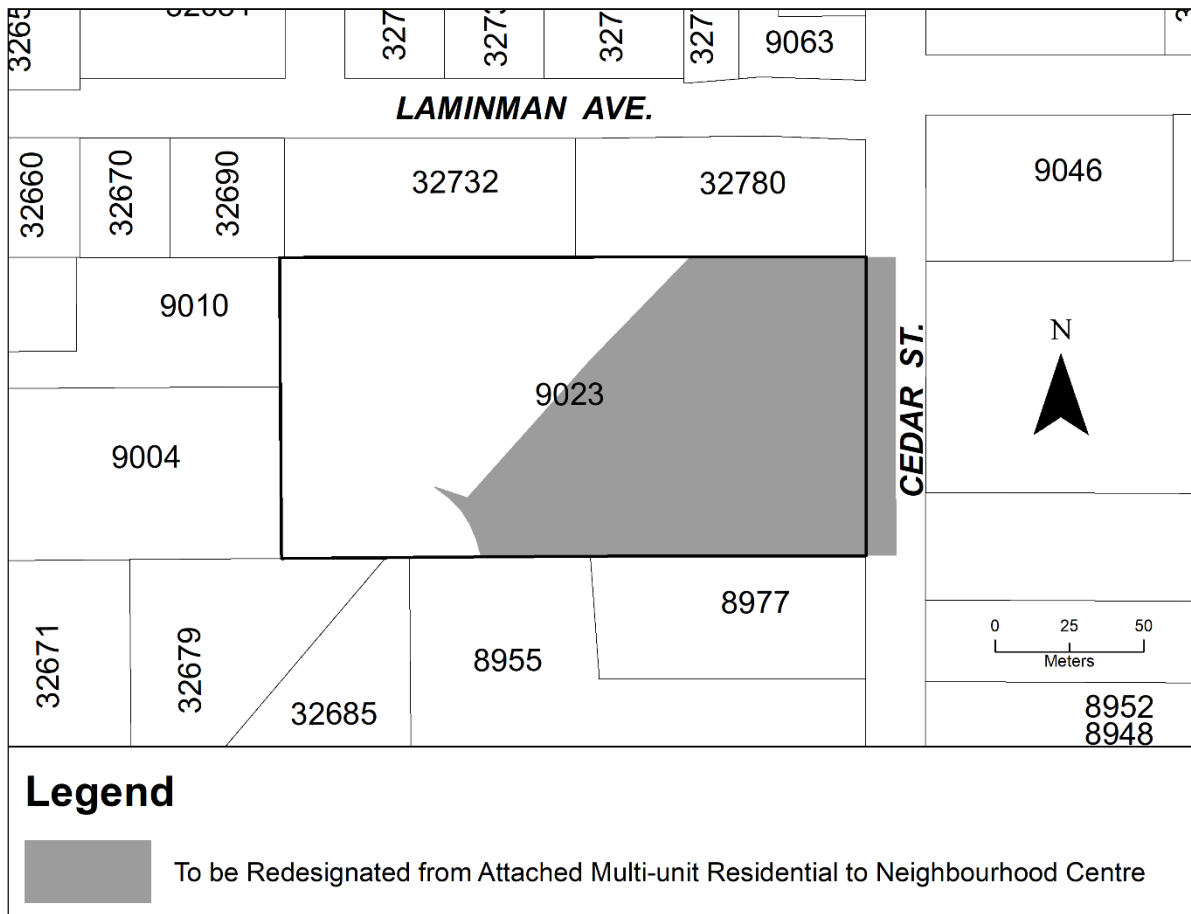 9063
LAMINMAN AVE.
32660
32670
32690
32732
32780
9046
9010
9023
CEDAR ST.
N
9004
0 25 50
Meters
32671
32679
32685
8955
8977
8952
8948
Legend
To be Redesignated from Attached Multi-unit Residential to Neighbourhood Centre